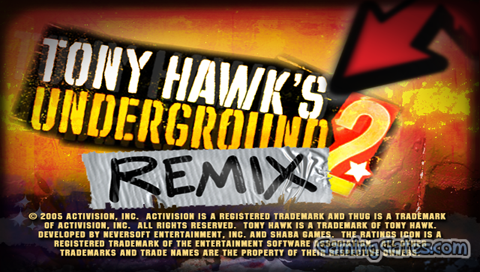 TONY HAWK'S
UNDERGROUND 2
REMIX
© 2005 ACTIVISION, INC. ACTIVISION IS A REGISTERED TRADEMARK AND THUG IS A TRADEMARK
OF ACTIVISION, INC. ALL RIGHTS RESERVED. TONY HAWK IS A TRADEMARK OF TONY HAWK.
DEVELOPED BY NEVERSOFT ENTERTAINMENT, INC. AND SHABA GAMES. THE RATINGS ICON IS A
REGISTERED TRADEMARK OF THE ENTERTAINMENT SOFTWARE
TRADEMARKS AND TRADE NAMES ARE THE PROPERTY OF THEIR